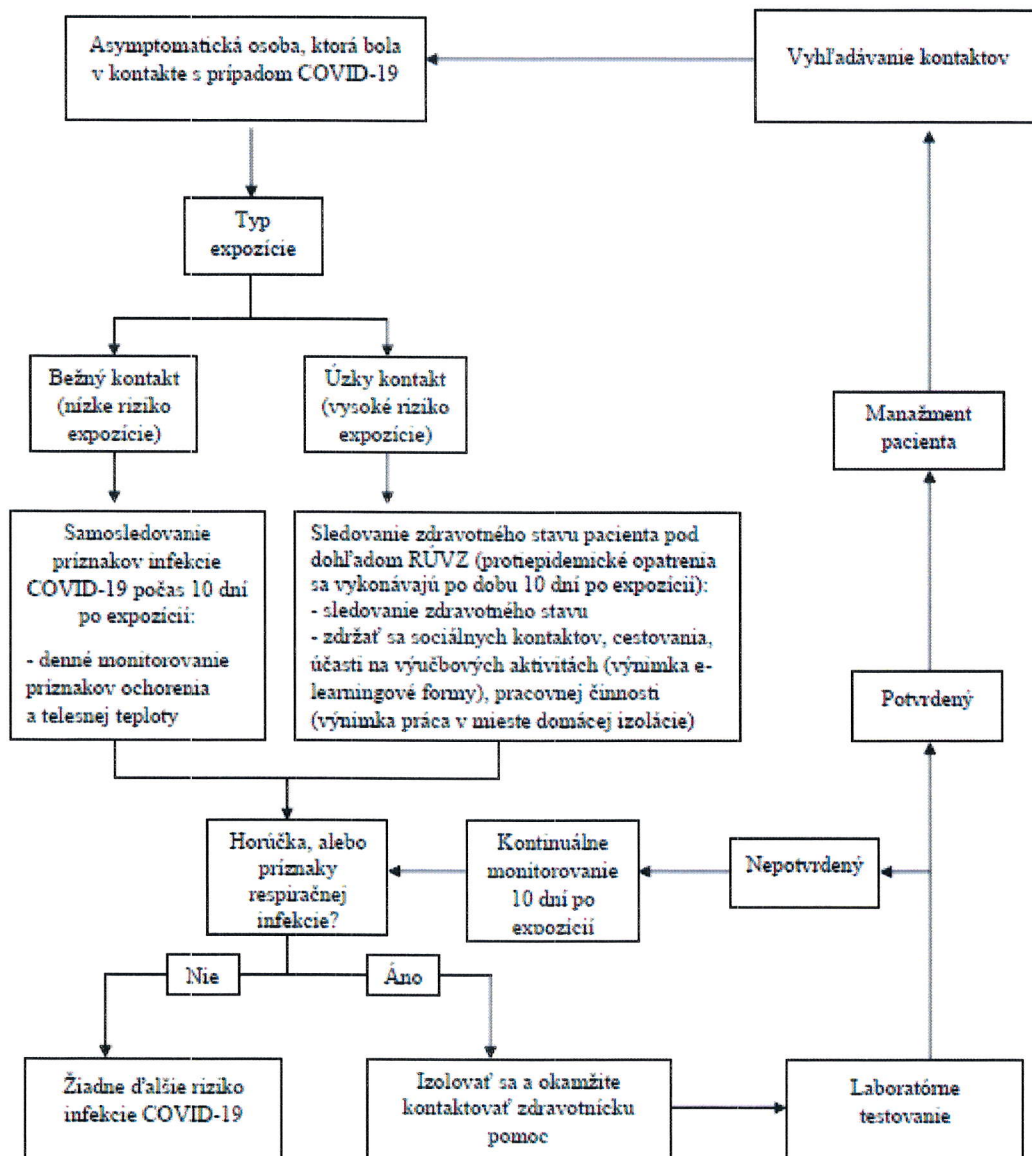 Asymptomatická osoba, ktorá bola
v kontakte s prípadom COVID-19
Vyhľadávanie kontaktov
Typ
expozície
Bežný kontakt
(nízke riziko
expozície)
Úzky kontakt
(vysoké riziko
expozície)
Manažment
pacienta
Samosledovanie
príznakov infekcie
COVID-19 počas 10 dní
po expozícií:
- denné monitorovanie
príznakov ochorenia
a telesnej teploty
Sledovanie zdravotného stavu pacienta pod
dohľadom RÚVZ (protiepidemické opatrenia
sa vykonávajú po dobu 10 dní po expozícií):
- sledovanie zdravotného stavu
- zdržať sa sociálnych kontaktov, cestovania,
účasti na výučbových aktivitách (výnimka e-
learningové formy), pracovnej činnosti
(výnimka práca v mieste domácej izolácie)
Potvrdený
Horúčka, alebo
príznaky
respiračnej
infekcie?
Kontinuálne
monitorovanie
10 dní po
expozícií
Nepotvrdený
Nie
Áno
Žiadne ďalšie riziko
infekcie COVID-19
Izolovať sa a okamžite
kontaktovať zdravotnícku
pomoc
Laboratórne
testovanie